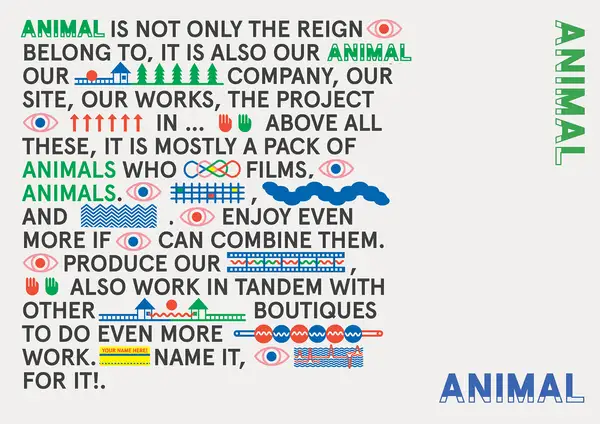 ANIMAL IS NOT ONLY THE REIGN
BELONG TO, IT IS ALSO OUR ANIMAL
OUR COMPANY, OUR
SITE, OUR WORKS, THE PROJECT
IN ... ABOVE ALL
THESE, IT IS MOSTLY A PACK OF
ANIMALS WHO FILMS,
ANIMALS. ,
AND . ENJOY EVEN
MORE IF CAN COMBINE THEM.
PRODUCE OUR ,
ALSO WORK IN TANDEM WITH
OTHER BOUTIQUES
TO DO EVEN MORE
WORK. YOUR NAME HERE! NAME IT,
FOR IT!.
ANIMAL
ANIMAL